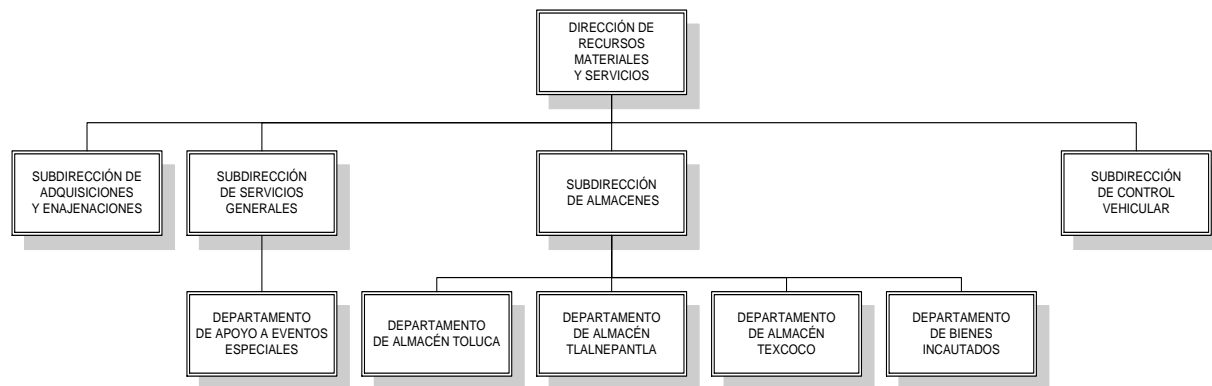 DIRECCIÓN DE
RECURSOS
MATERIALES
Y SERVICIOS
SUBDIRECCIÓN DE
ADQUISICIONES
Y ENAJENACIONES
SUBDIRECCIÓN
DE SERVICIOS
GENERALES
SUBDIRECCIÓN
DE ALMACENES
SUBDIRECCIÓN
DE CONTROL
VEHICULAR
DEPARTAMENTO
DE APOYO A EVENTOS
ESPECIALES
DEPARTAMENTO
DE ALMACÉN TOLUCA
DEPARTAMENTO
DE ALMACÉN
TLALNEPANTLA
DEPARTAMENTO
DE ALMACÉN
TEXCOCO
DEPARTAMENTO
DE BIENES
INCAUTADOS